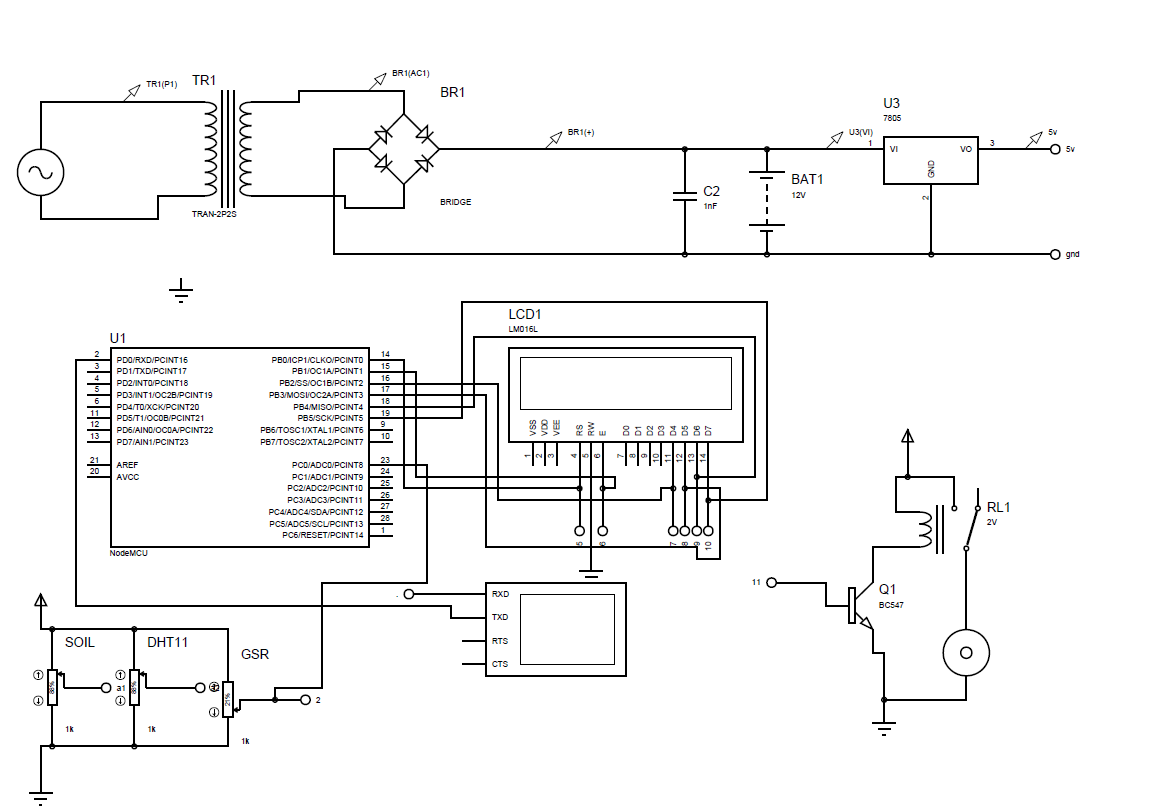 TR1(P1)
TR1
TRAN-2P2S
BR1(AC1)
BR1
BRIDGE
BR1(+)
C2
1nF
BAT1
12V
U3(VI)
U3
7805
1
VI
VO
3
GND
2
5v
5v
gnd
U1
2 PD0/RXD/PCINT16 PB0/ICP1/CLKO/PCINT0 14
3 PD1/TXD/PCINT17 PB1/OC1A/PCINT1 15
4 PD2/INT0/PCINT18 PB2/SS/OC1B/PCINT2 16
5 PD3/INT1/OC2B/PCINT19 PB3/MOSI/OC2A/PCINT3 17
6 PD4/T0/XCK/PCINT20 PB4/MISO/PCINT4 18
11 PD5/T1/OC0B/PCINT21 PB5/SCK/PCINT5 19
12 PD6/AIN0/OC0A/PCINT22 PB6/TOSC1/XTAL1/PCINT6 9
13 PD7/AIN1/PCINT23 PB7/TOSC2/XTAL2/PCINT7 10
21 AREF PC0/ADC0/PCINT8 23
20 AVCC PC1/ADC1/PCINT9 24
PC2/ADC2/PCINT10 25
PC3/ADC3/PCINT11 26
PC4/ADC4/SDA/PCINT12 27
PC5/ADC5/SCL/PCINT13 28
PC6/RESET/PCINT14 1
NodeMCU
LCD1
LM016L
VSS VDD VEE RS RW E D0 D1 D2 D3 D4 D5 D6 D7
1 2 3 4 5 6 7 8 9 10 11 12 13 14
5 6 7 8 9 10
RXD
TXD
RTS
CTS
SOIL
DHT11
GSR
a1
2
1k
1k
1k
21%
11
Q1
BC547
RL1
2V